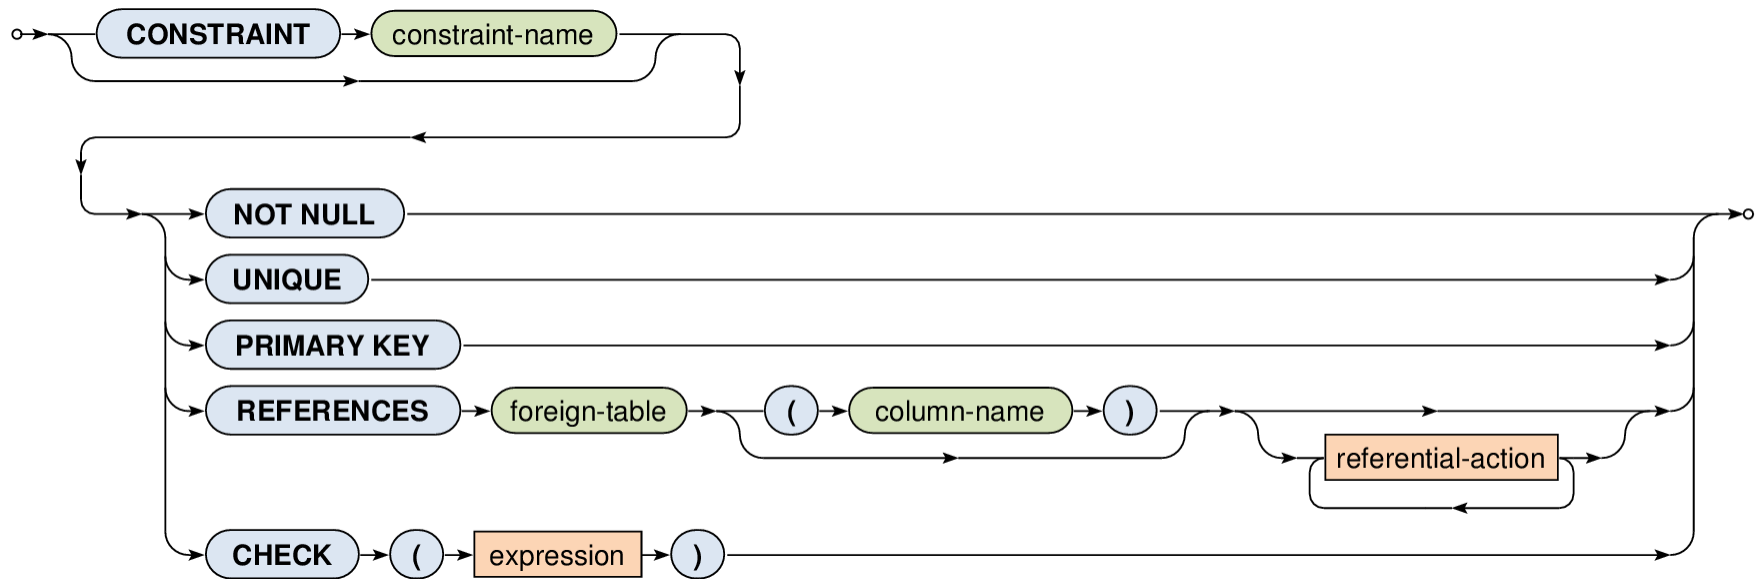 CONSTRAINT constraint-name
NOT NULL
UNIQUE
PRIMARY KEY
REFERENCES foreign-table ( column-name )
referential-action
CHECK ( expression )